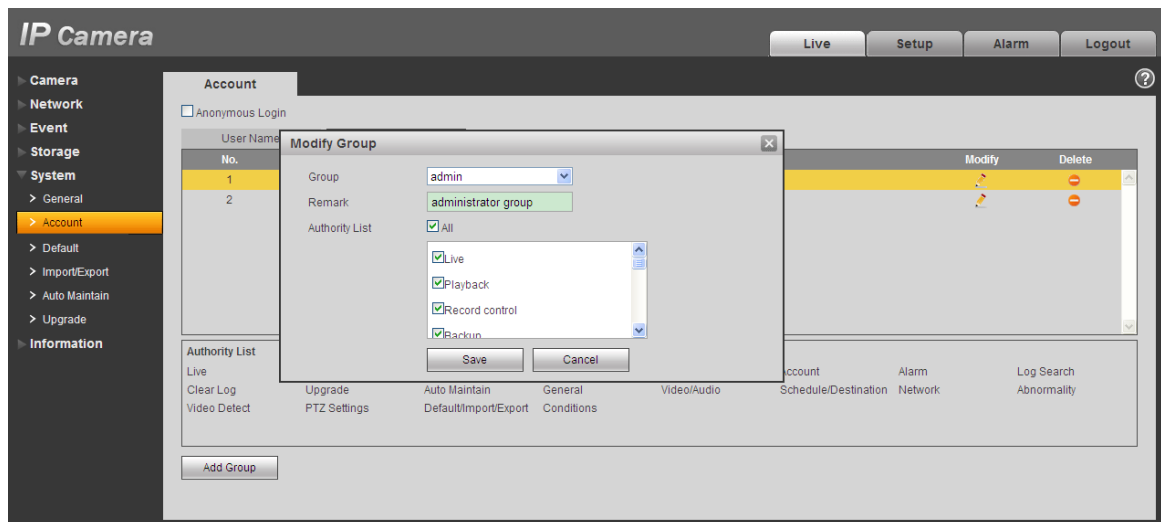 IP Camera
Live Setup Alarm Logout
Camera
Network
Event
Storage
System
General
Account
Default
Import/Export
Auto Maintain
Upgrade
Information
Account
Anonymous Login
User Name
No. Modify Delete
1
2
Modify Group
Group admin
Remark administrator group
Authority List All
Live
Playback
Record control
Backup
Save Cancel
Authority List
Live Account Alarm Log Search
Clear Log Upgrade Auto Maintain General Video/Audio Schedule/Destination Network Abnormality
Video Detect PTZ Settings Default/Import/Export Conditions
Add Group